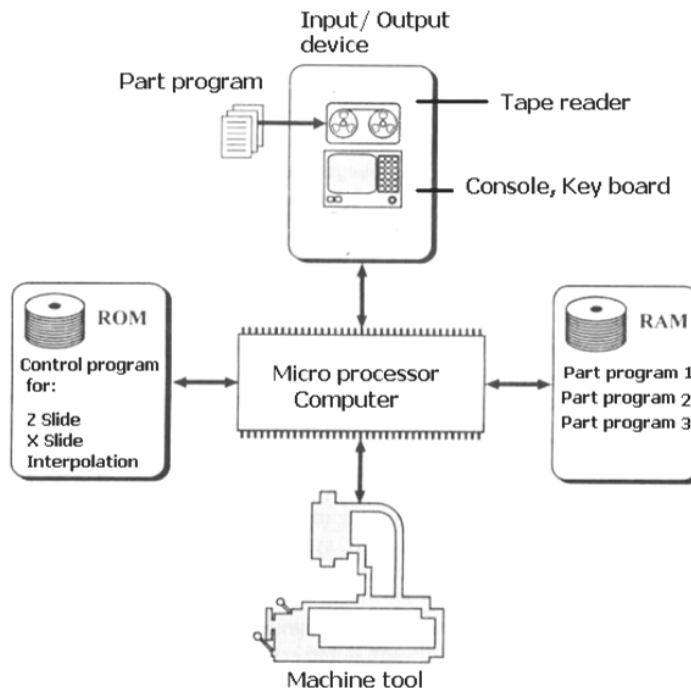 Input/ Output
device
Part program
Tape reader
Console, Key board
ROM
Control program
for:
Z Slide
X Slide
Interpolation
Micro processor
Computer
RAM
Part program 1
Part program 2
Part program 3
Machine tool